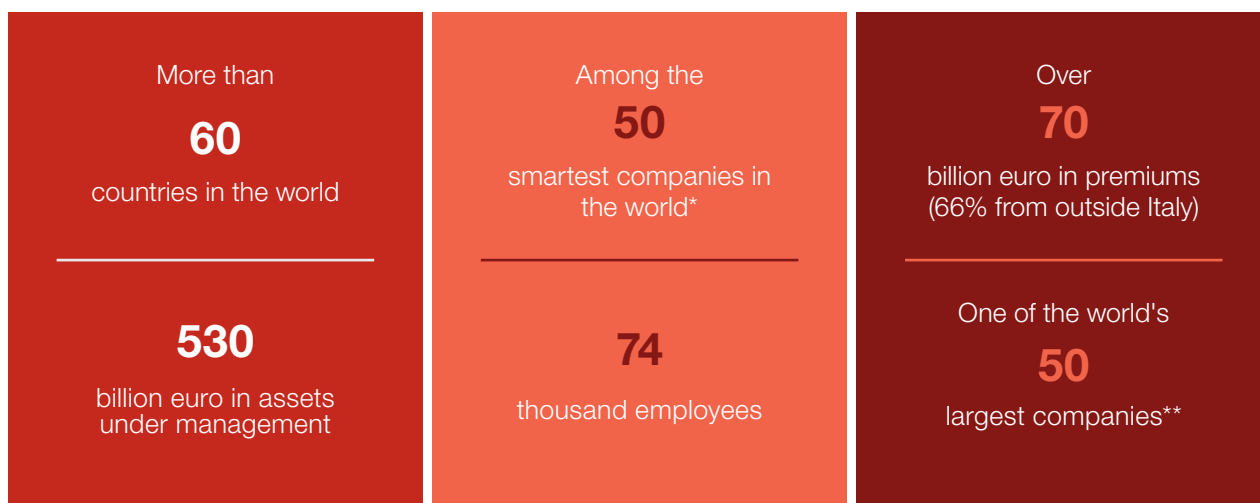 More than
60
countries in the world
530
billion euro in assets
under management
Among the
50
smartest companies in
the world*
74
thousand employees
Over
70
billion euro in premiums
(66% from outside Italy)
One of the world's
50
largest companies**